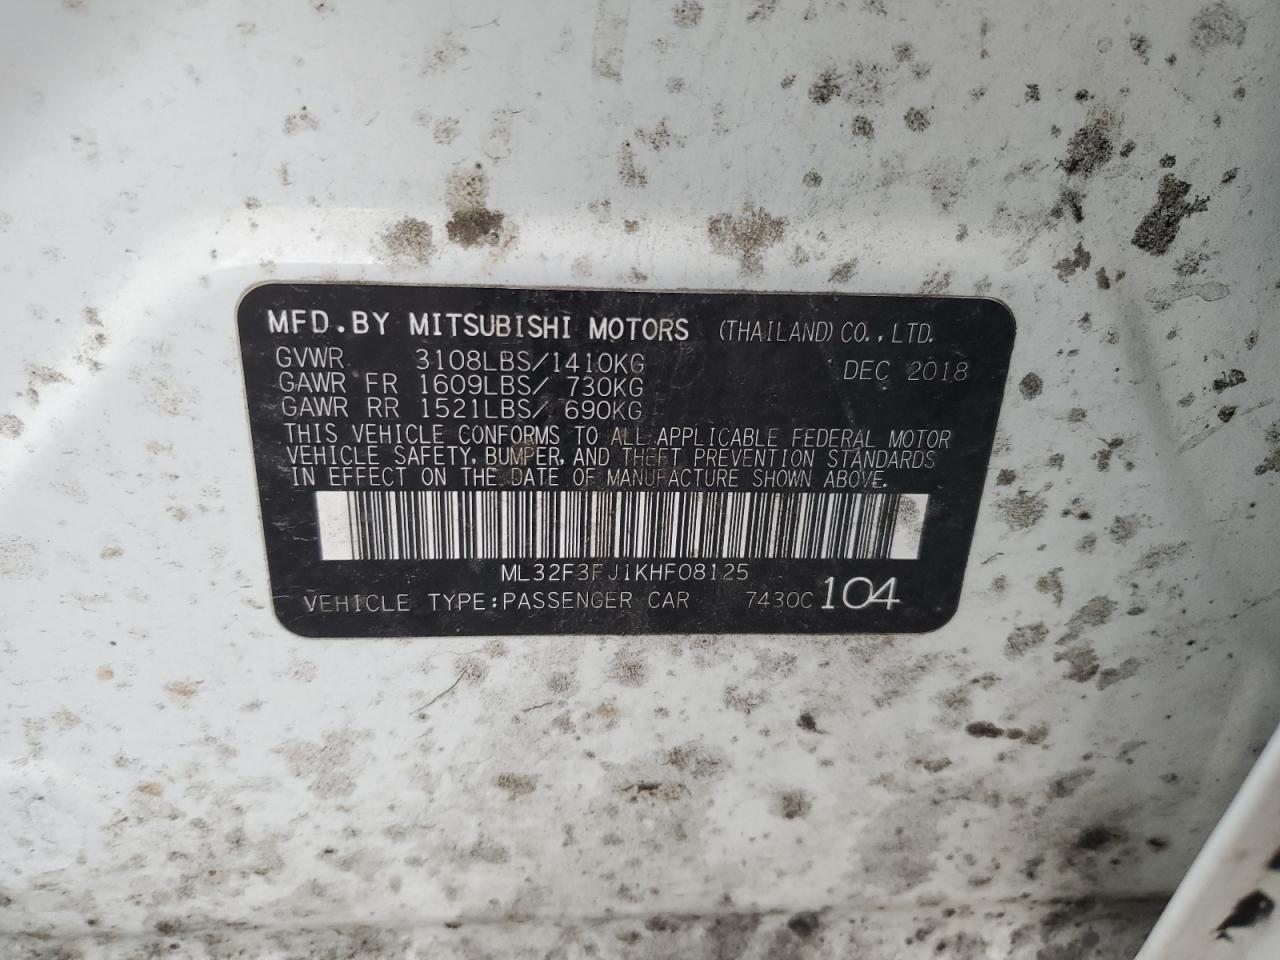 MFD.BY MITSUBISHI MOTORS (THAILAND) CO., LTD.
GVWR 3108LBS/1410KG DEC 2018
GAWR FR 1609LBS/ 730KG
GAWR RR 1521LBS/ 690KG
THIS VEHICLE CONFORMS TO ALL APPLICABLE FEDERAL MOTOR
VEHICLE SAFETY, BUMPER, AND THEFT PREVENTION STANDARDS
IN EFFECT ON THE DATE OF MANUFACTURE SHOWN ABOVE.
ML32F3FJ1KHF08125
VEHICLE TYPE:PASSENGER CAR 7430C 104